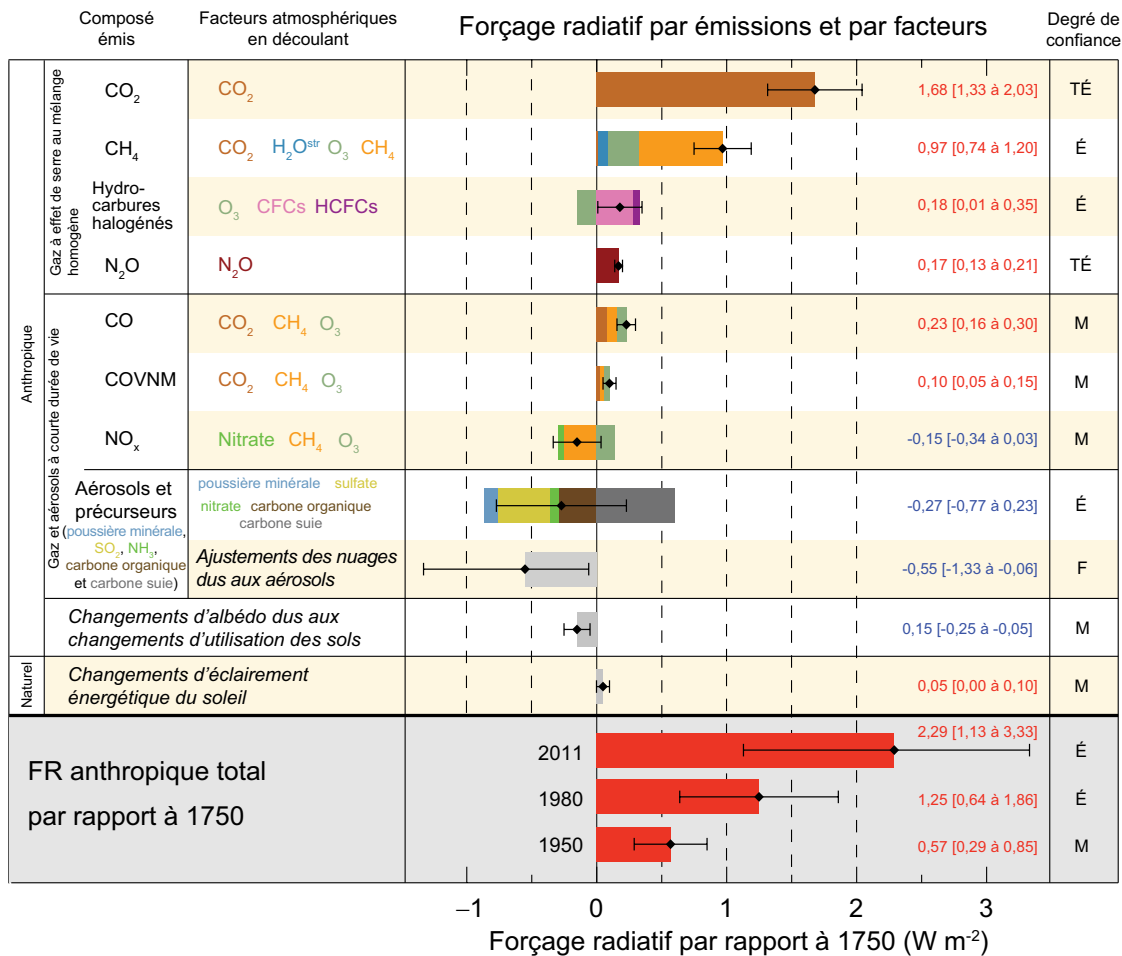 Composé
émis
Facteurs atmosphériques
en découlant
Forçage radiatif par émissions et par facteurs
Degré de
confiance
Anthropique
Gaz à effet de serre au mélange
homogène
CO₂
CO₂
1,68 [1,33 à 2,03]
TÉ
CH₄
CO₂ H₂Oˢᵗʳ O₃ CH₄
0,97 [0,74 à 1,20]
É
Hydro-
carbures
halogénés
O₃ CFCs HCFCs
0,18 [0,01 à 0,35]
É
N₂O
N₂O
0,17 [0,13 à 0,21]
TÉ
Gaz et aérosols à courte durée de vie
CO
CO₂ CH₄ O₃
0,23 [0,16 à 0,30]
M
COVNM
CO₂ CH₄ O₃
0,10 [0,05 à 0,15]
M
NOₓ
Nitrate CH₄ O₃
-0,15 [-0,34 à 0,03]
M
Aérosols et
précurseurs
(poussière minérale,
SO₂, NH₃,
carbone organique
et carbone suie)
poussière minérale sulfate
nitrate carbone organique
carbone suie
-0,27 [-0,77 à 0,23]
É
Ajustements des nuages
dus aux aérosols
-0,55 [-1,33 à -0,06]
F
Changements d'albédo dus aux
changements d'utilisation des sols
0,15 [-0,25 à -0,05]
M
Naturel
Changements d'éclairement
énergétique du soleil
0,05 [0,00 à 0,10]
M
FR anthropique total
par rapport à 1750
2011
2,29 [1,13 à 3,33]
É
1980
1,25 [0,64 à 1,86]
É
1950
0,57 [0,29 à 0,85]
M
−1 0 1 2 3
Forçage radiatif par rapport à 1750 (W m⁻²)